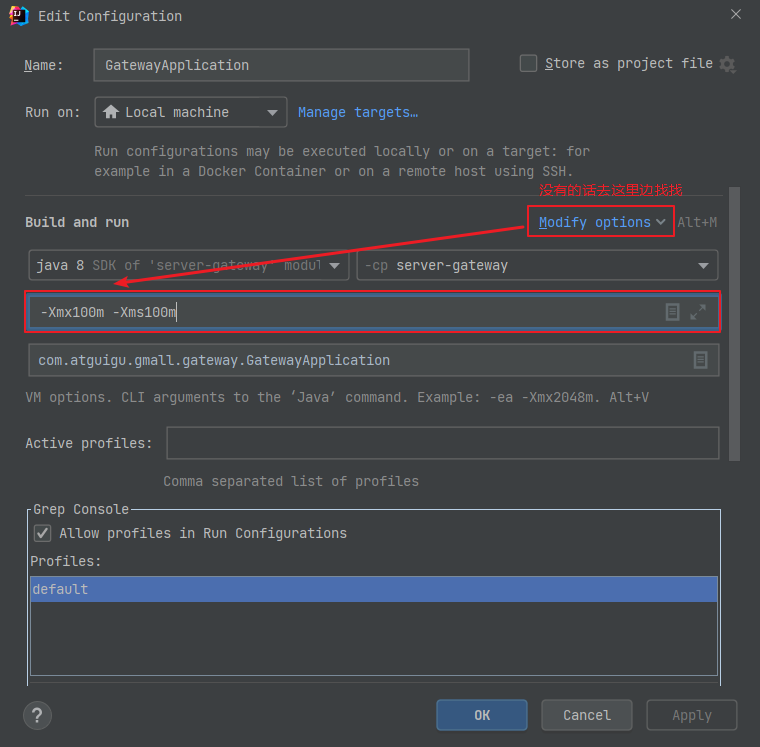 Edit Configuration
Name: GatewayApplication Store as project file
Run on: Local machine Manage targets…
Run configurations may be executed locally or on a target: for
example in a Docker Container or on a remote host using SSH.
没有的话去这里边找找
Build and run Modify options Alt+M
java 8 SDK of 'server-gateway' modul -cp server-gateway
-Xmx100m -Xms100m
com.atguigu.gmall.gateway.GatewayApplication
VM options. CLI arguments to the ‘Java’ command. Example: -ea -Xmx2048m. Alt+V
Active profiles:
Comma separated list of profiles
Grep Console
Allow profiles in Run Configurations
Profiles:
default
? OK Cancel Apply